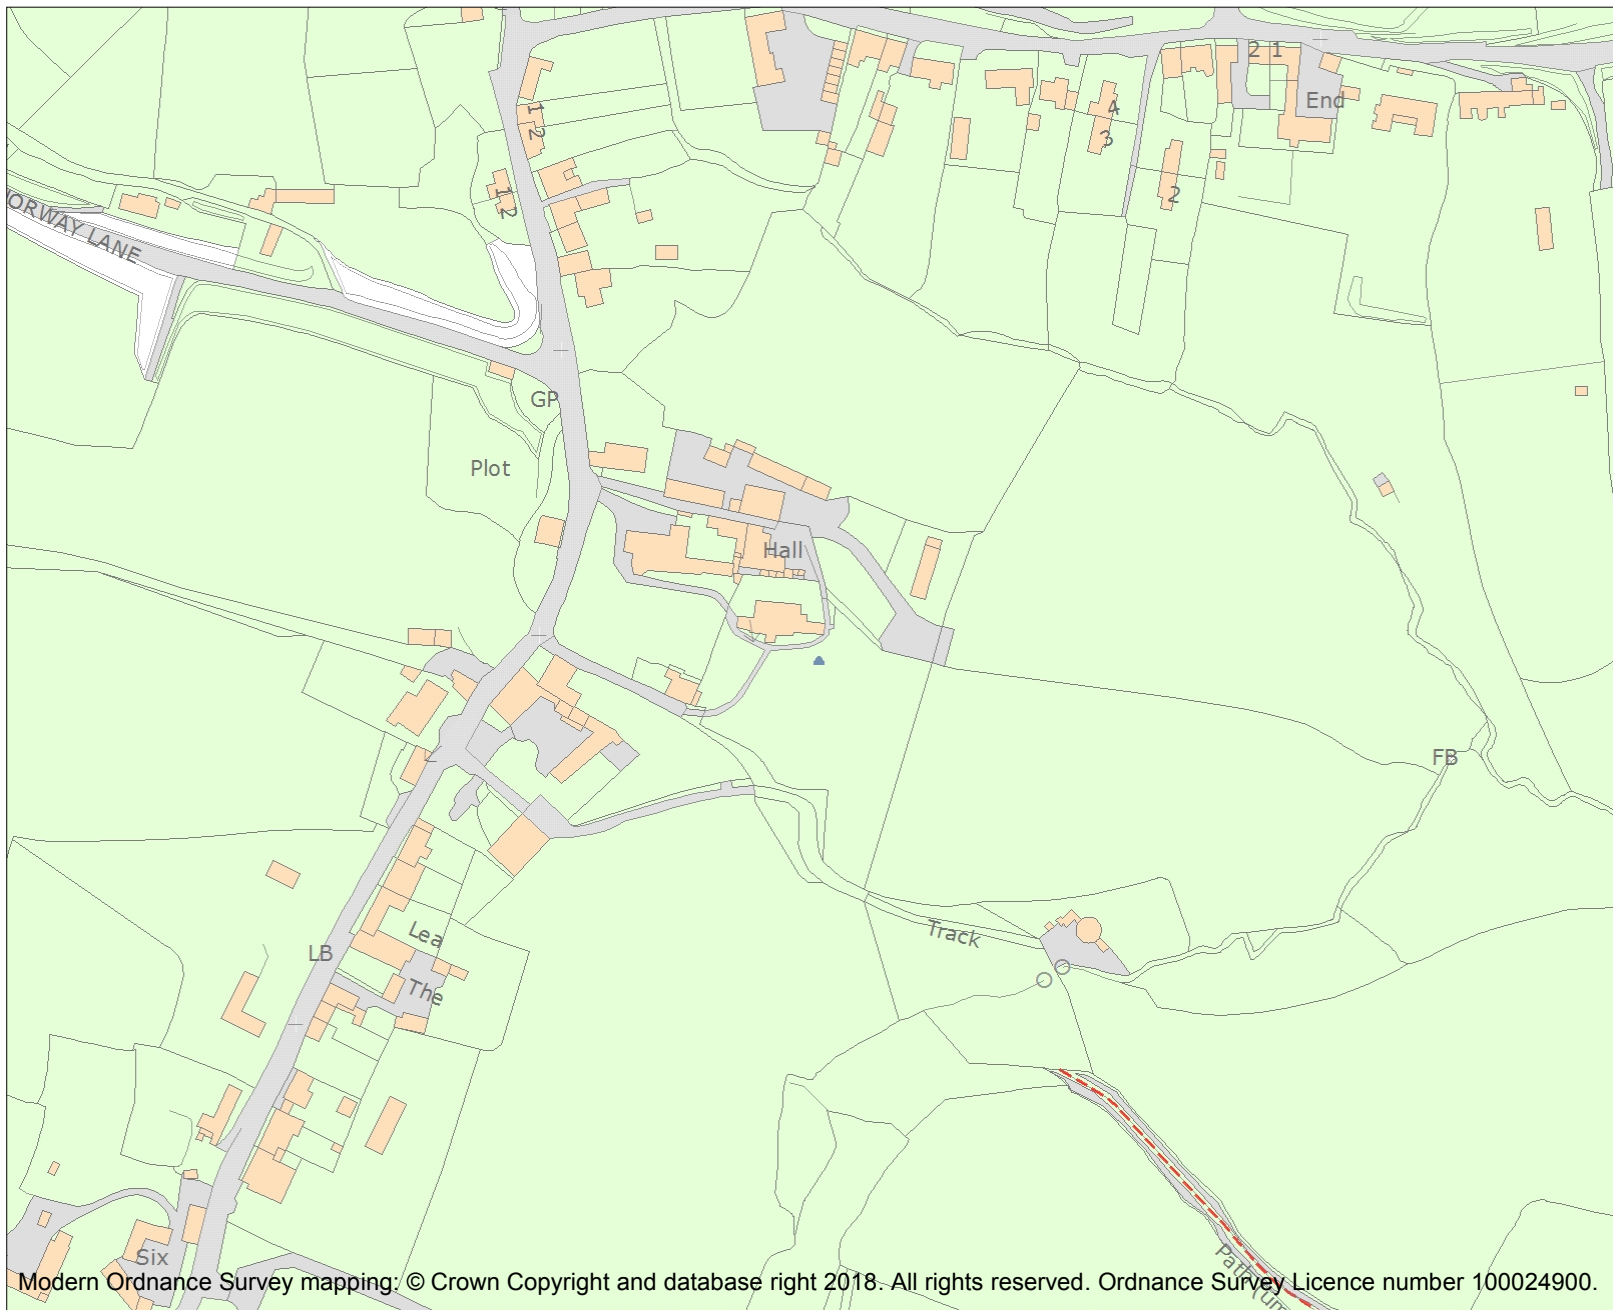 2 1
End
4
3
1
2
2
1
2
ORWAY LANE
GP
Plot
Hall
FB
Track
Lea
LB
The
Six
Path (um
Modern Ordnance Survey mapping: © Crown Copyright and database right 2018. All rights reserved. Ordnance Survey Licence number 100024900.